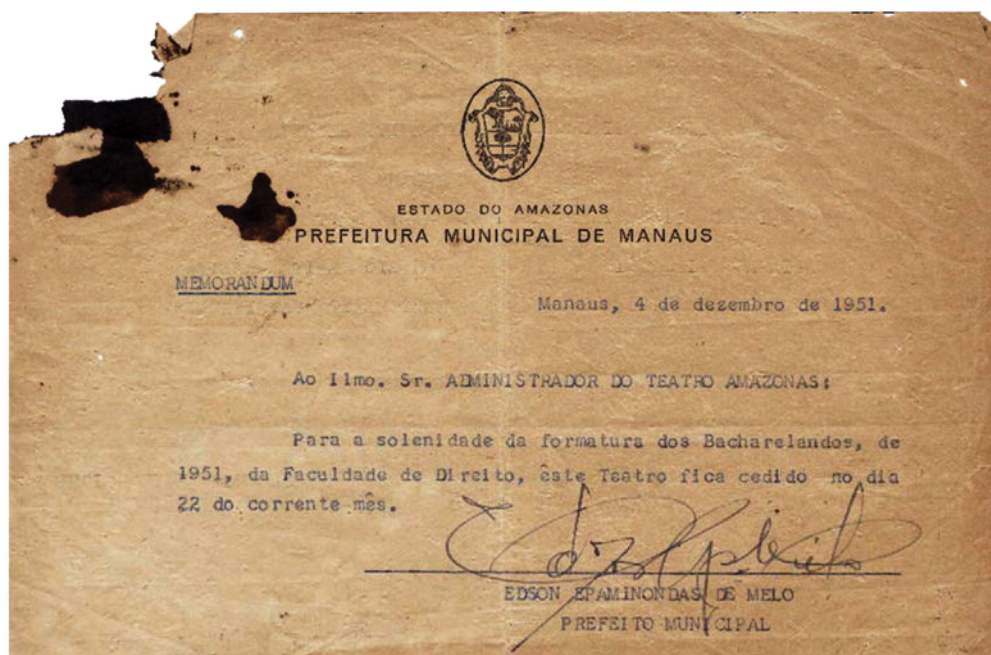 ESTADO DO AMAZONAS
PREFEITURA MUNICIPAL DE MANAUS
MEMORANDUM
Manaus, 4 de dezembro de 1951.
Ao Ilmo. Sr. ADMINISTRADOR DO TEATRO AMAZONAS:
Para a solenidade da formatura dos Bacharelandos, de
1951, da Faculdade de Direito, êste Teatro fica cedido no dia
22 do corrente mês.
EDSON EPAMINONDAS DE MELO
PREFEITO MUNICIPAL